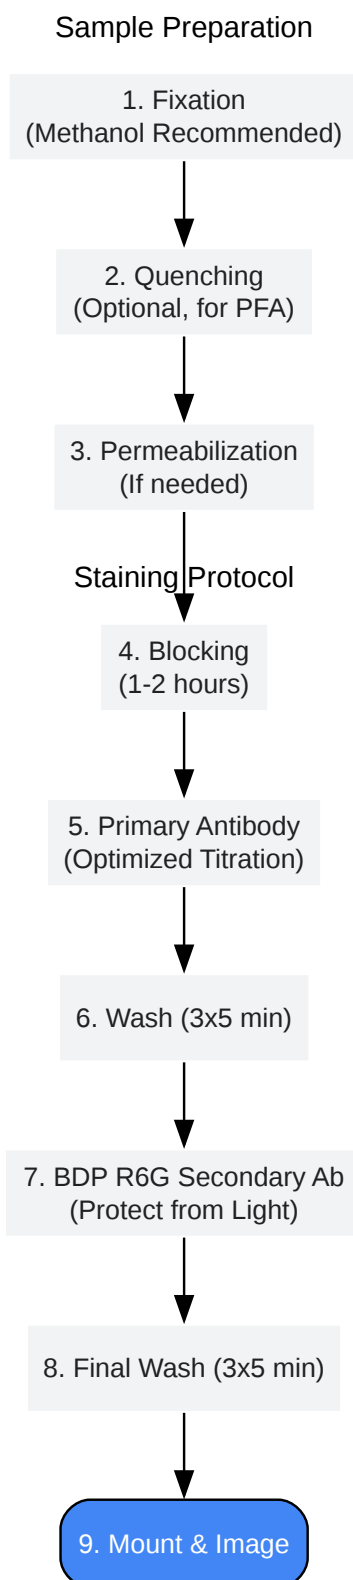 Sample Preparation
1. Fixation
(Methanol Recommended)
2. Quenching
(Optional, for PFA)
3. Permeabilization
(If needed)
Staining Protocol
4. Blocking
(1-2 hours)
5. Primary Antibody
(Optimized Titration)
6. Wash (3x5 min)
7. BDP R6G Secondary Ab
(Protect from Light)
8. Final Wash (3x5 min)
9. Mount & Image